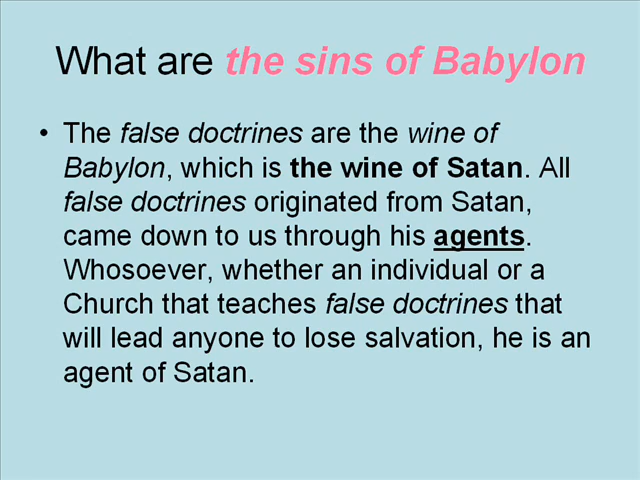 What are the sins of Babylon
• The false doctrines are the wine of
Babylon, which is the wine of Satan. All
false doctrines originated from Satan,
came down to us through his agents.
Whosoever, whether an individual or a
Church that teaches false doctrines that
will lead anyone to lose salvation, he is an
agent of Satan.